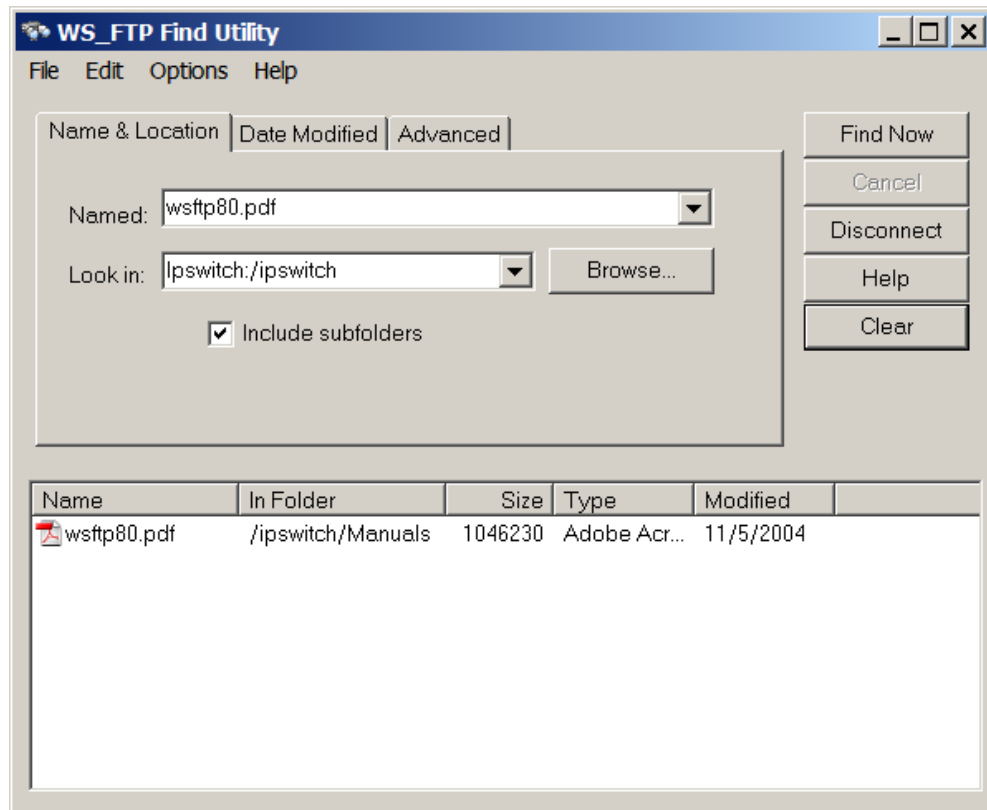 WS_FTP Find Utility
File Edit Options Help
Name & Location Date Modified Advanced
Named: wsftp80.pdf
Look in: Ipswitch:/ipswitch Browse...
Include subfolders
Find Now
Cancel
Disconnect
Help
Clear
Name In Folder Size Type Modified
wsftp80.pdf /ipswitch/Manuals 1046230 Adobe Acr... 11/5/2004